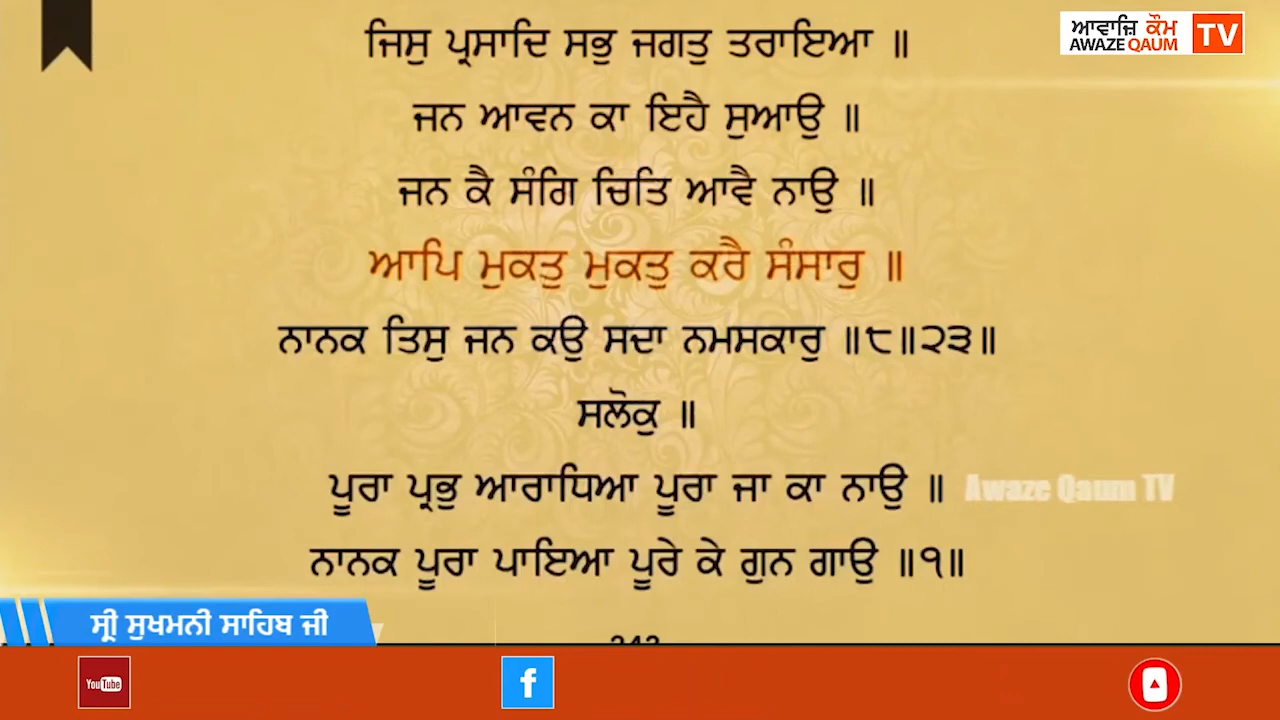 ਆਵਾਜ਼ਿ ਕੌਮ
AWAZE QAUM TV
ਜਿਸੁ ਪ੍ਰਸਾਦਿ ਸਭੁ ਜਗਤੁ ਤਰਾਇਆ ॥
ਜਨ ਆਵਨ ਕਾ ਇਹੈ ਸੁਆਉ ॥
ਜਨ ਕੈ ਸੰਗਿ ਚਿਤਿ ਆਵੈ ਨਾਉ ॥
ਆਪਿ ਮੁਕਤੁ ਮੁਕਤੁ ਕਰੈ ਸੰਸਾਰੁ ॥
ਨਾਨਕ ਤਿਸੁ ਜਨ ਕਉ ਸਦਾ ਨਮਸਕਾਰੁ ॥੮॥੨੩॥
ਸਲੋਕੁ ॥
ਪੂਰਾ ਪ੍ਰਭੁ ਆਰਾਧਿਆ ਪੂਰਾ ਜਾ ਕਾ ਨਾਉ ॥
Awaze Qaum TV
ਨਾਨਕ ਪੂਰਾ ਪਾਇਆ ਪੂਰੇ ਕੇ ਗੁਨ ਗਾਉ ॥੧॥
ਸ੍ਰੀ ਸੁਖਮਨੀ ਸਾਹਿਬ ਜੀ
YouTube